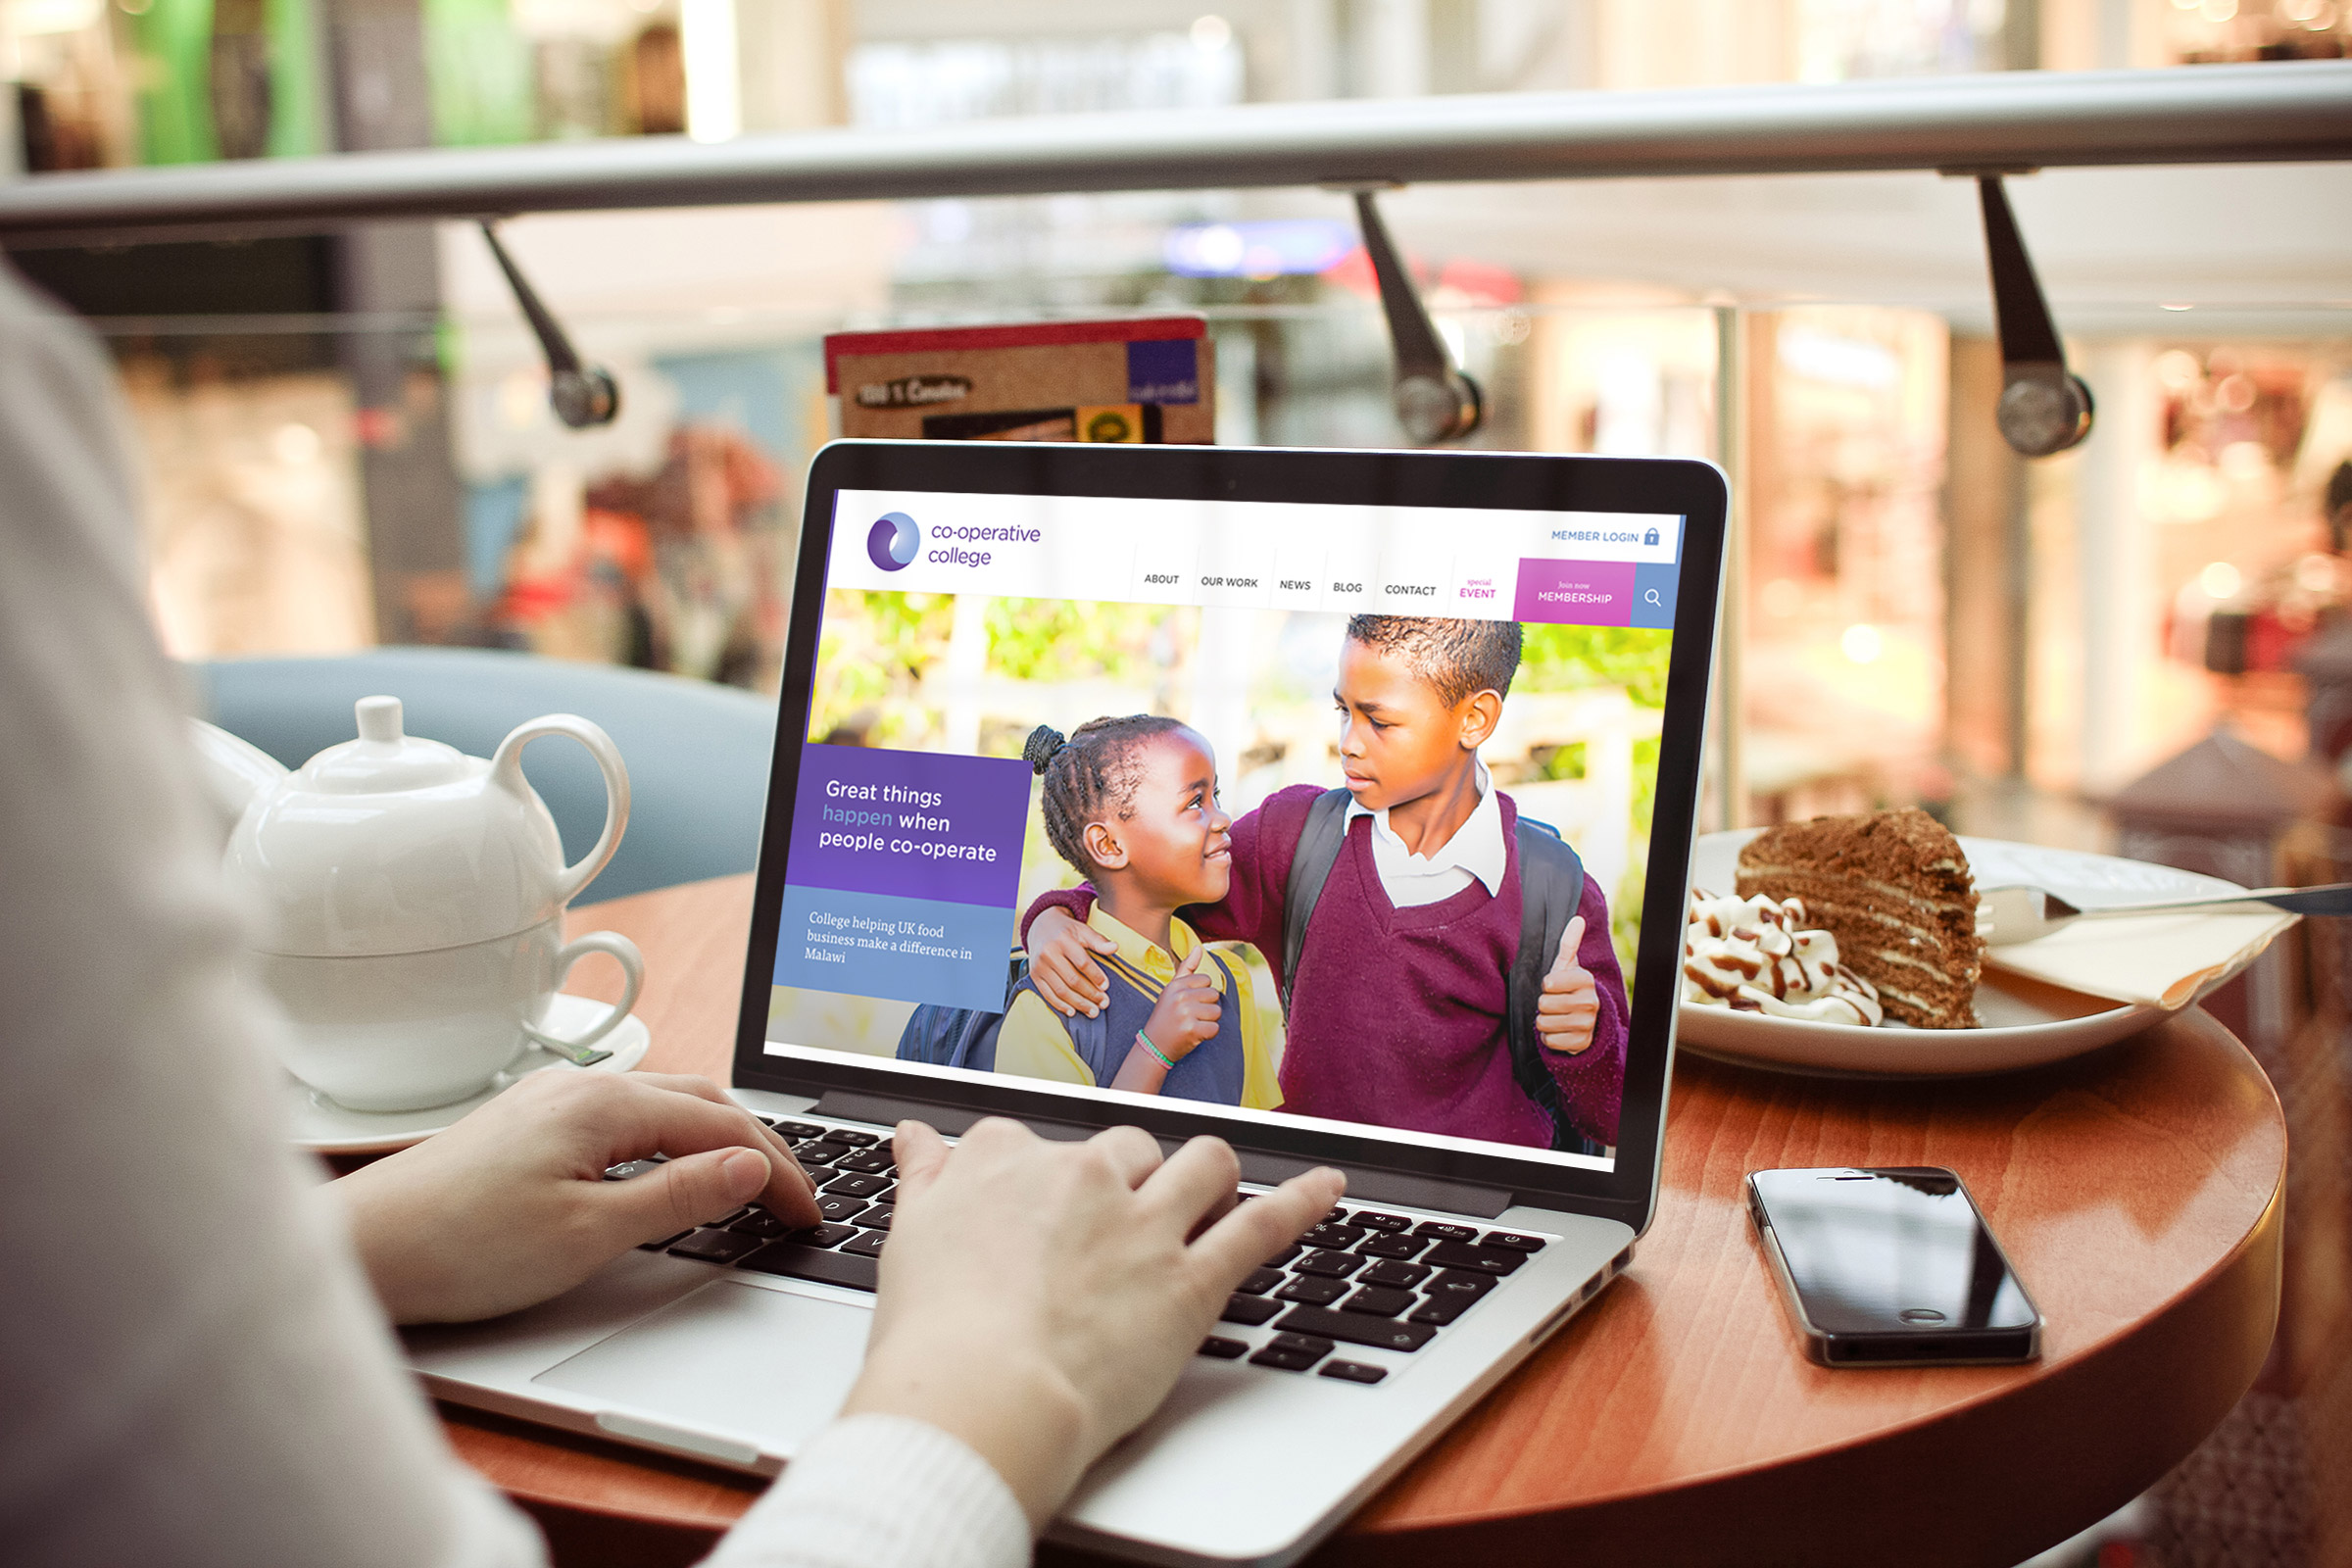 co-operative
college
MEMBER LOGIN
ABOUT
OUR WORK
NEWS
BLOG
CONTACT
special
EVENT
Join now
MEMBERSHIP
Great things
happen when
people co-operate
College helping UK food
business make a difference in
Malawi